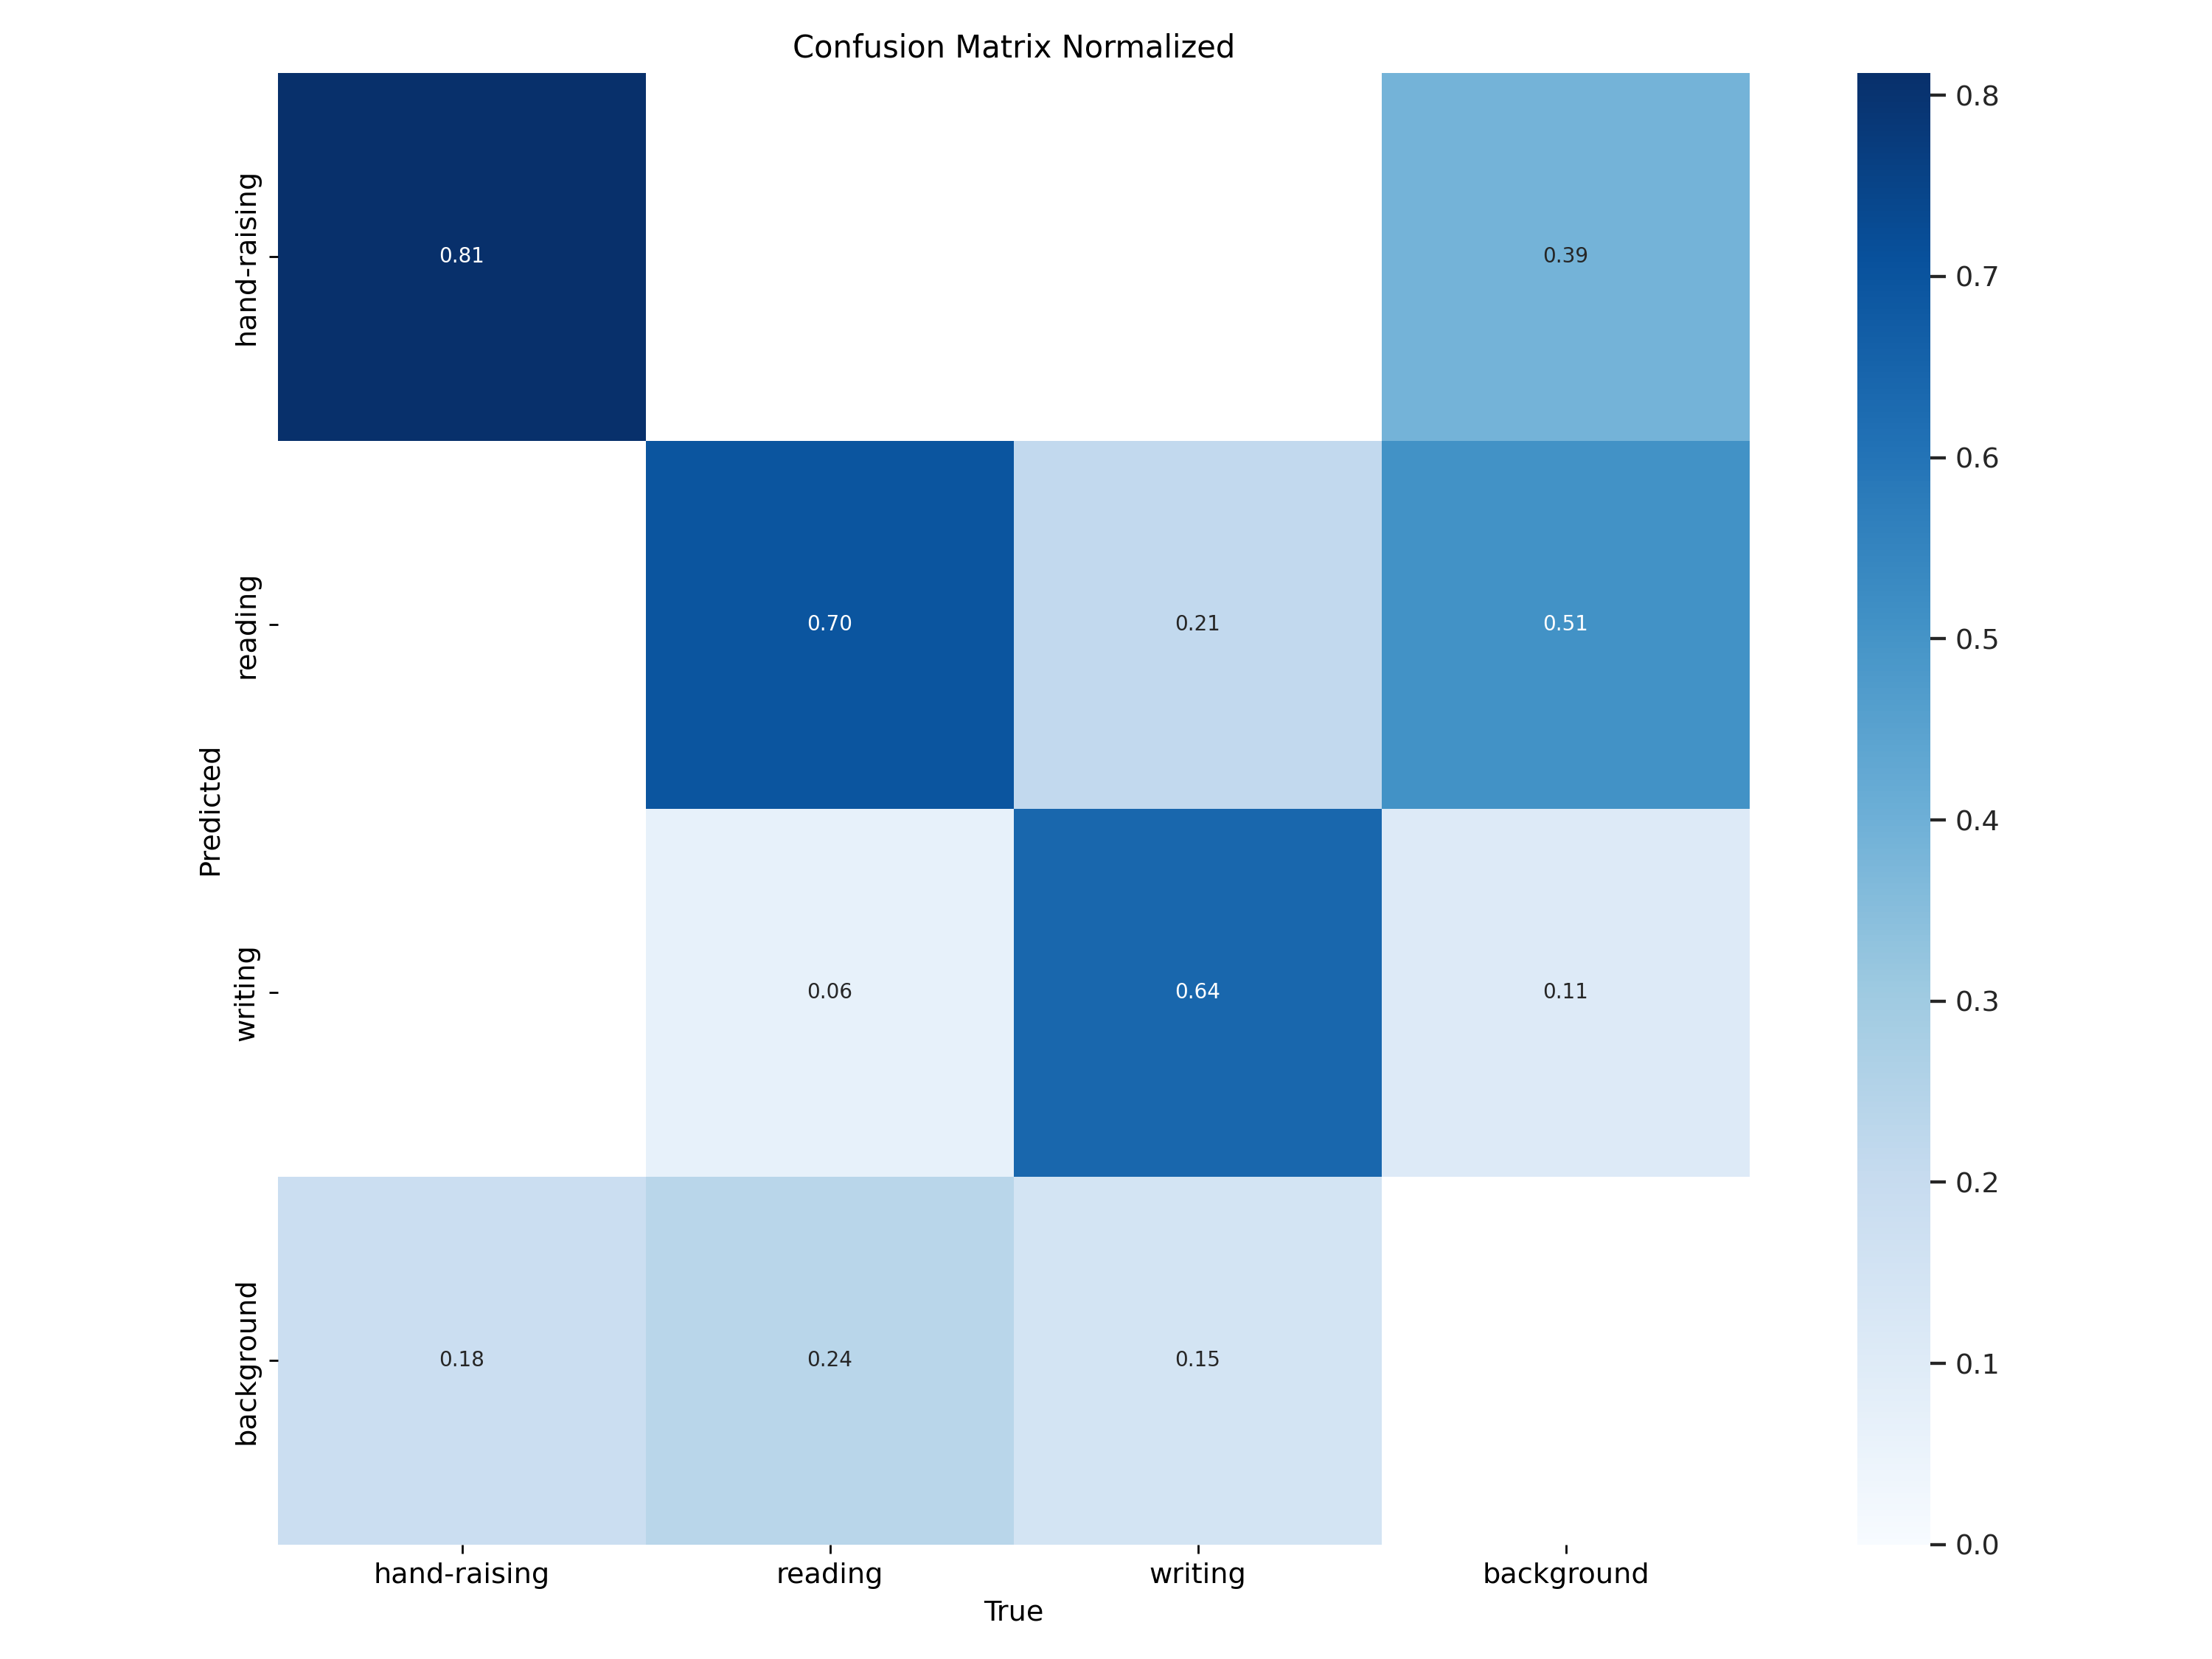 Confusion Matrix Normalized
hand-raising
reading
writing
background
Predicted
0.81
0.39
0.70
0.21
0.51
0.06
0.64
0.11
0.18
0.24
0.15
hand-raising
reading
writing
background
True
0.8
0.7
0.6
0.5
0.4
0.3
0.2
0.1
0.0